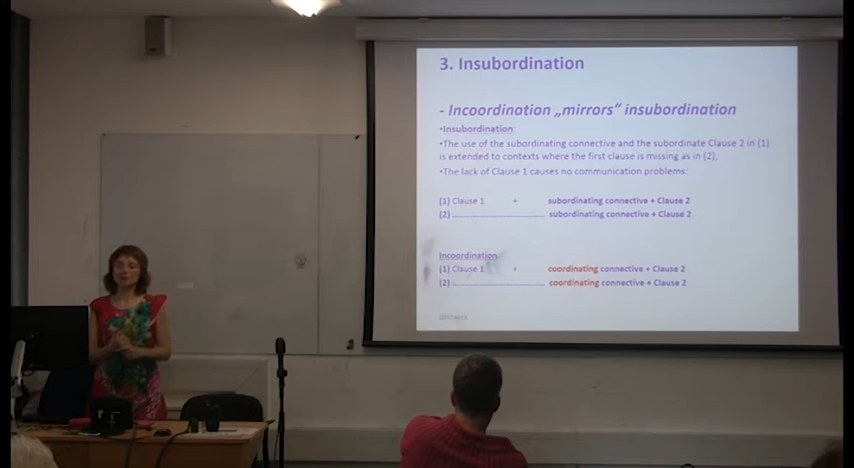 3. Insubordination
- Incoordination „mirrors“ insubordination
•Insubordination:
•The use of the subordinating connective and the subordinate Clause 2 in (1)
is extended to contexts where the first clause is missing as in (2);
•The lack of Clause 1 causes no communication problems:
(1) Clause 1 + subordinating connective + Clause 2
(2) ................................ subordinating connective + Clause 2
Incoordination:
(1) Clause 1 + coordinating connective + Clause 2
(2) ................................ coordinating connective + Clause 2